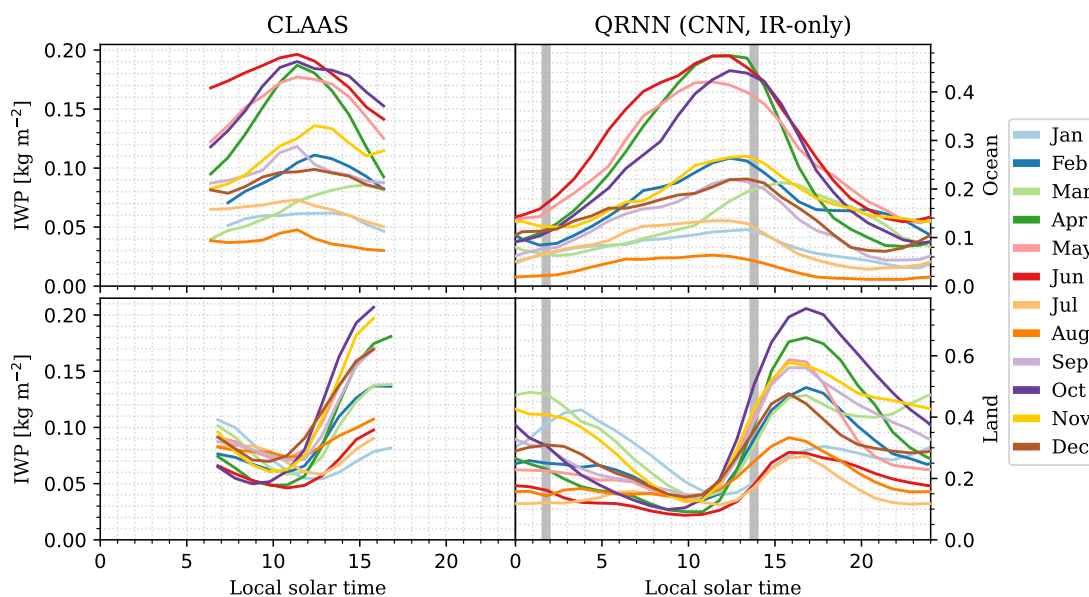 CLAAS
QRNN (CNN, IR-only)
0.20
0.15
0.10
0.05
0.00
IWP [kg m−2]
0.4
0.3
0.2
0.1
0.0
Ocean
0.20
0.15
0.10
0.05
0.00
IWP [kg m−2]
0.6
0.4
0.2
0.0
Land
0 5 10 15 20
0 5 10 15 20
Local solar time
Local solar time
Jan
Feb
Mar
Apr
May
Jun
Jul
Aug
Sep
Oct
Nov
Dec